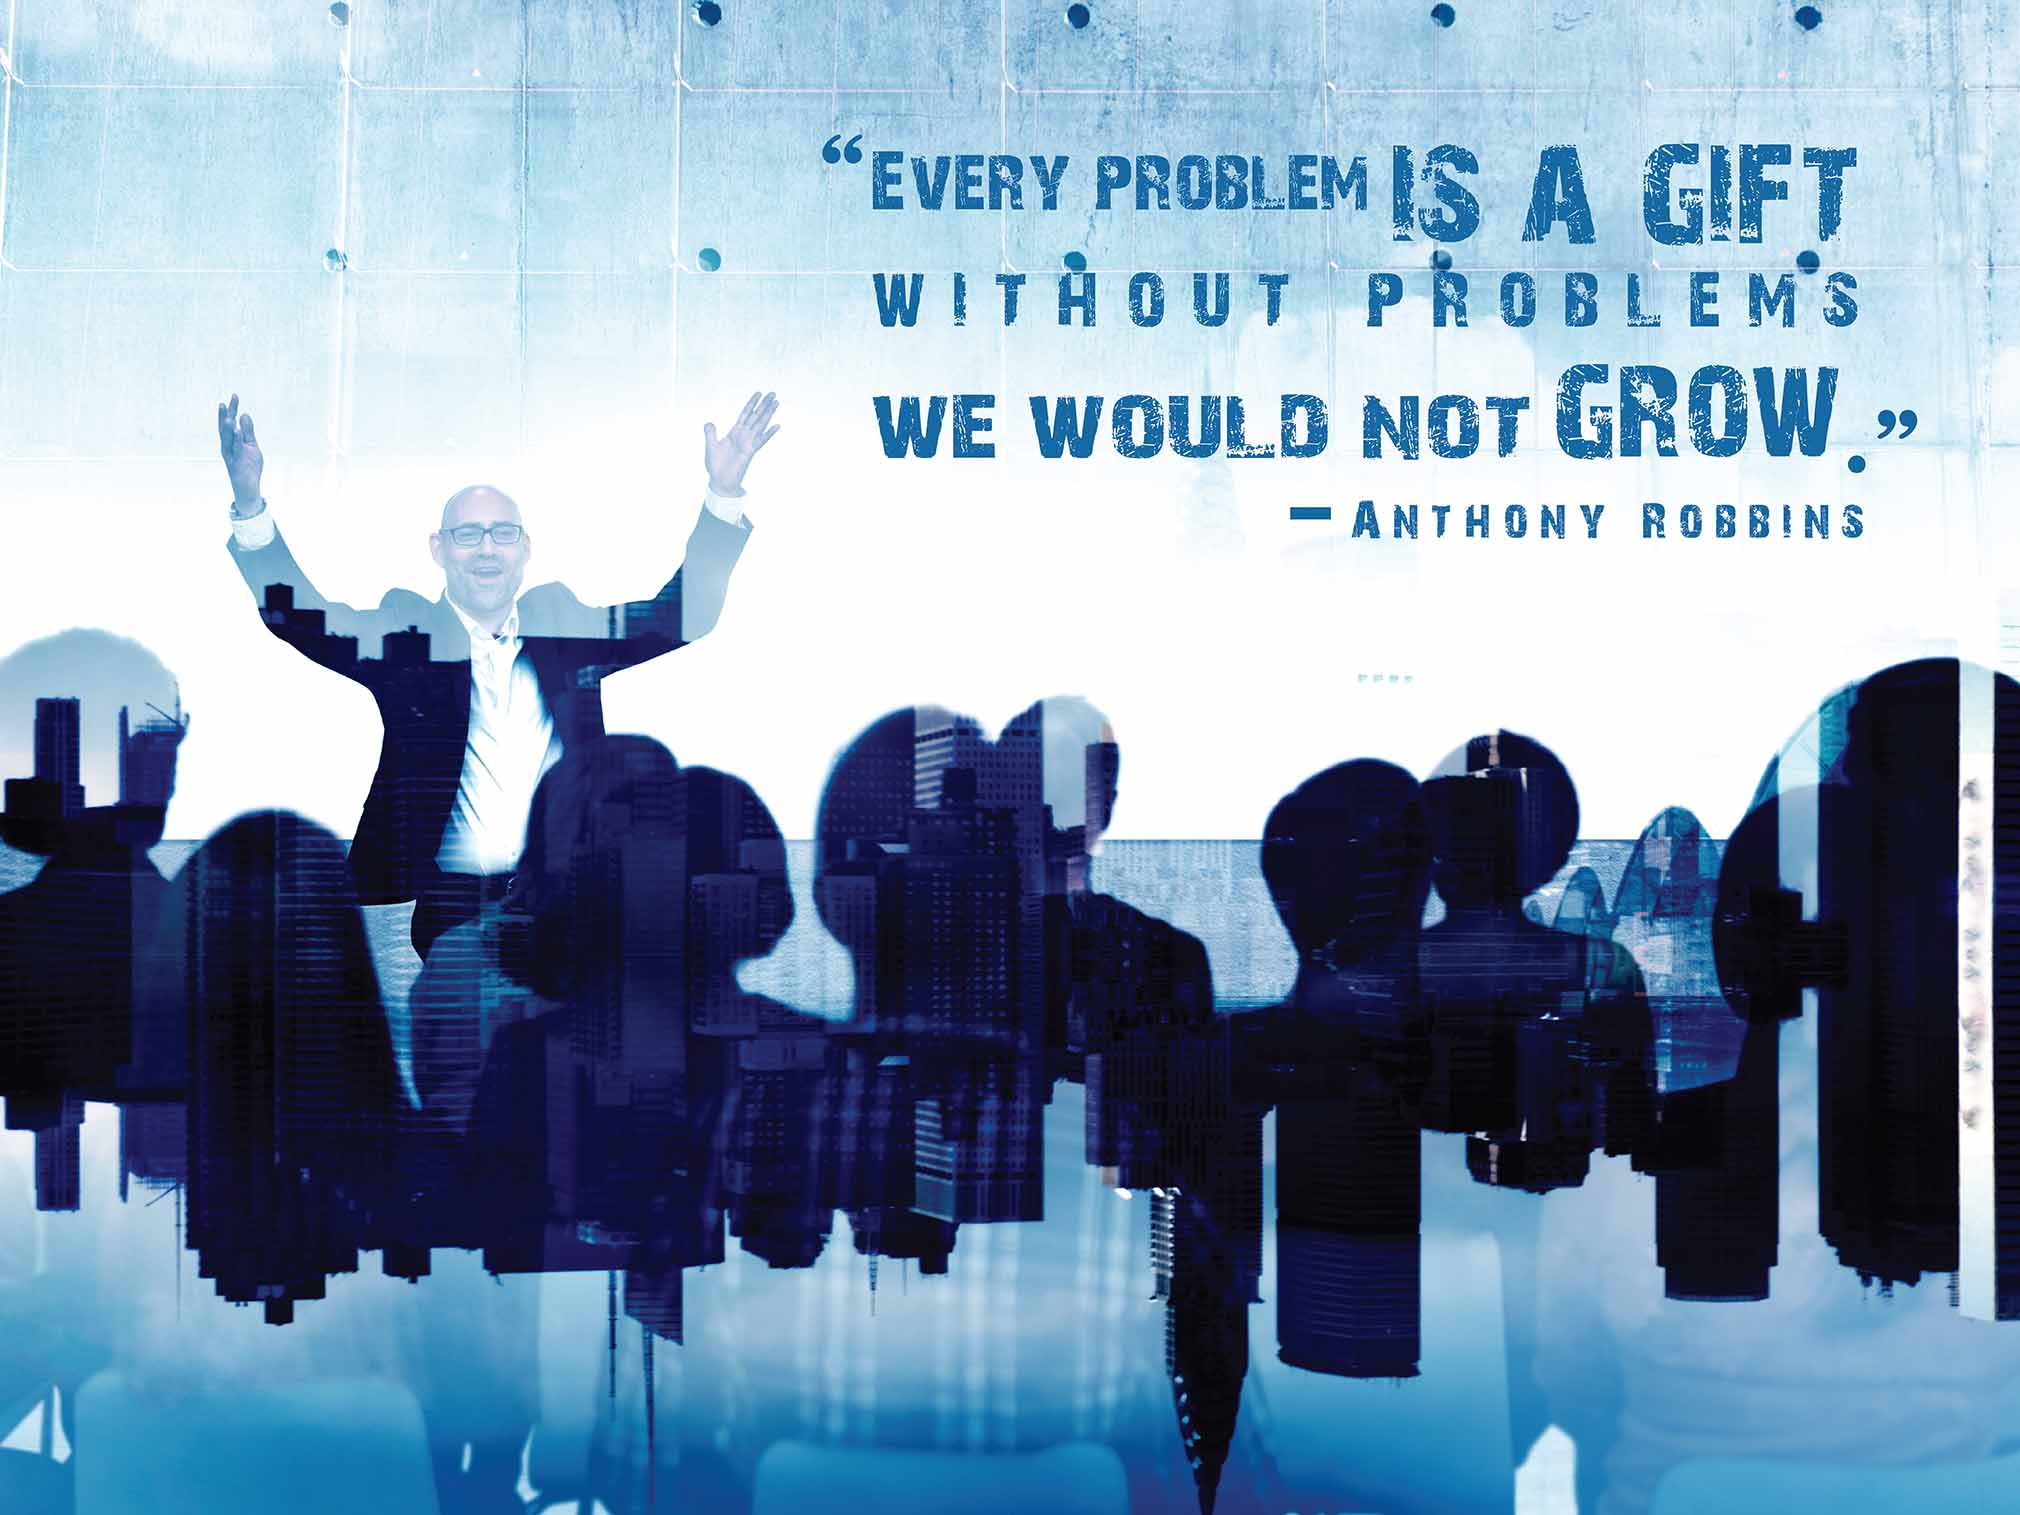 “EVERY PROBLEM IS A GIFT
WITHOUT PROBLEMS
WE WOULD NOT GROW.”
– ANTHONY ROBBINS